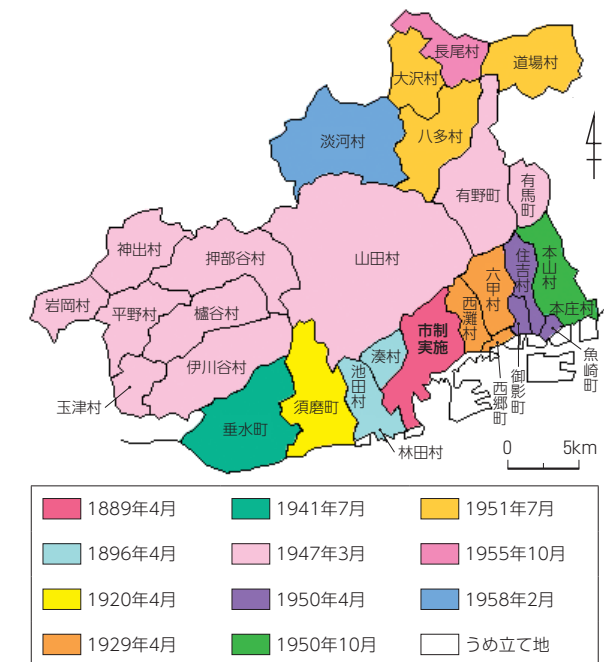 長尾村
道場村
大沢村
淡河村
八多村
有野町
有馬町
神出村
押部谷村
山田村
六甲村
住吉村
本山村
岩岡村
平野村
櫨谷村
西灘村
本庄村
市制
実施
伊川谷村
湊村
池田村
魚崎町
御影町
西郷町
玉津村
須磨町
垂水町
林田村
0 5km
1889年4月 1941年7月 1951年7月
1896年4月 1947年3月 1955年10月
1920年4月 1950年4月 1958年2月
1929年4月 1950年10月 うめ立て地